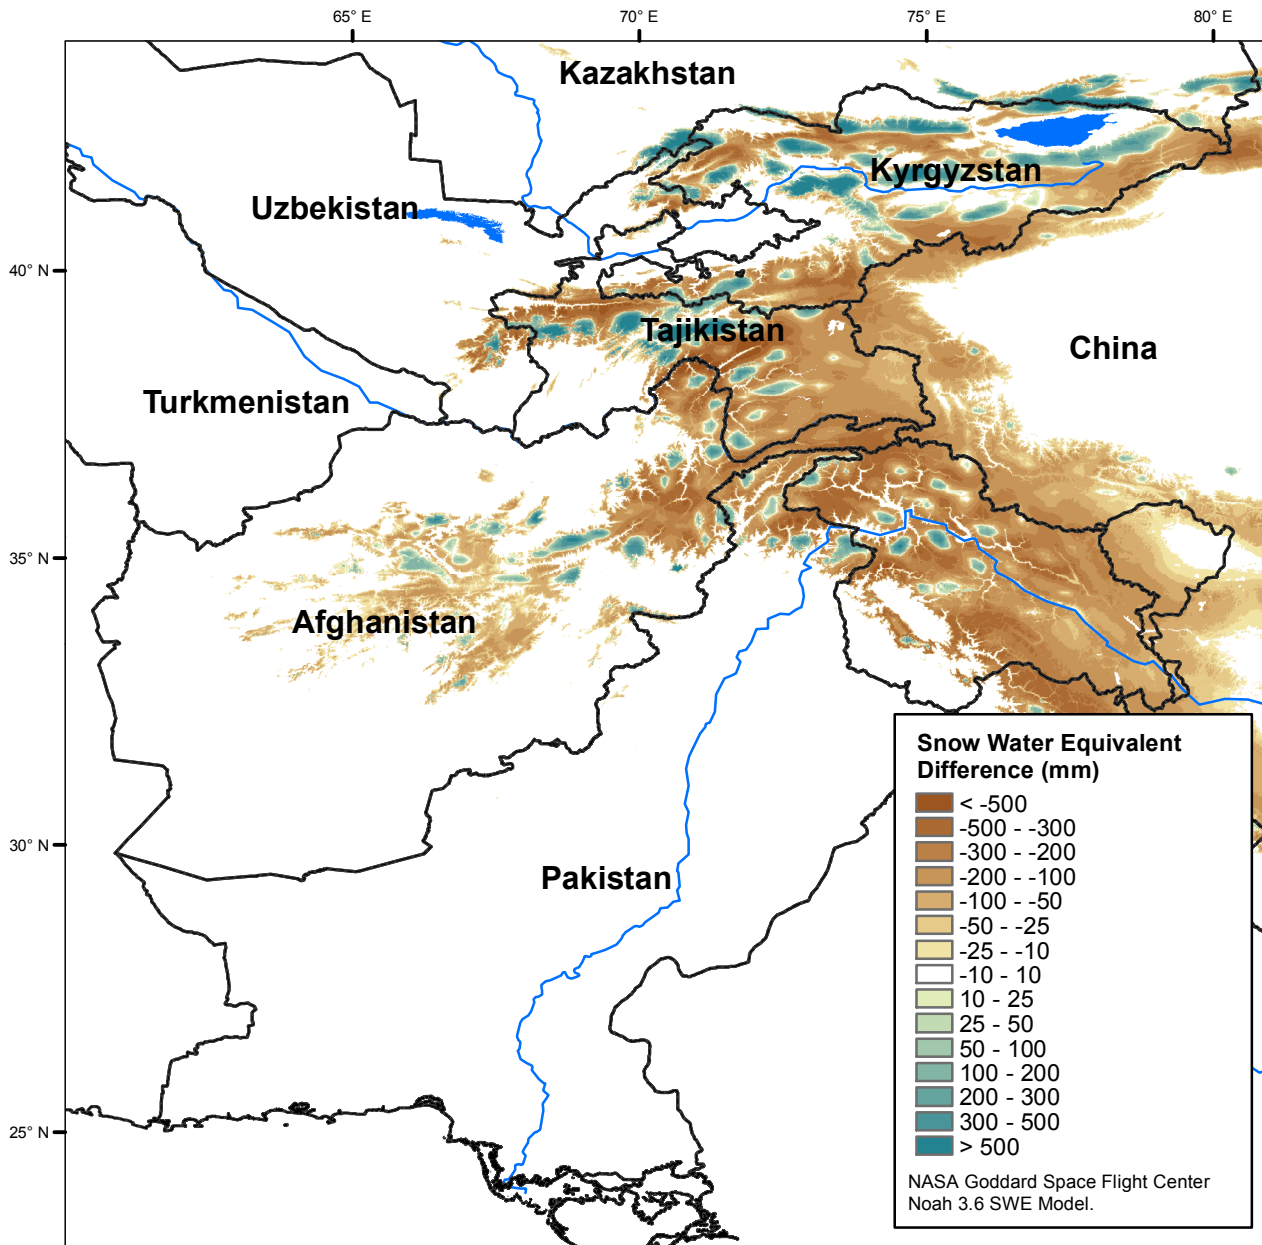 65° E
70° E
75° E
80° E
Kazakhstan
Kyrgyzstan
Uzbekistan
40° N
Tajikistan
China
Turkmenistan
35° N
Afghanistan
30° N
Pakistan
25° N
Snow Water Equivalent
Difference (mm)
< -500
-500 - -300
-300 - -200
-200 - -100
-100 - -50
-50 - -25
-25 - -10
-10 - 10
10 - 25
25 - 50
50 - 100
100 - 200
200 - 300
300 - 500
> 500
NASA Goddard Space Flight Center
Noah 3.6 SWE Model.